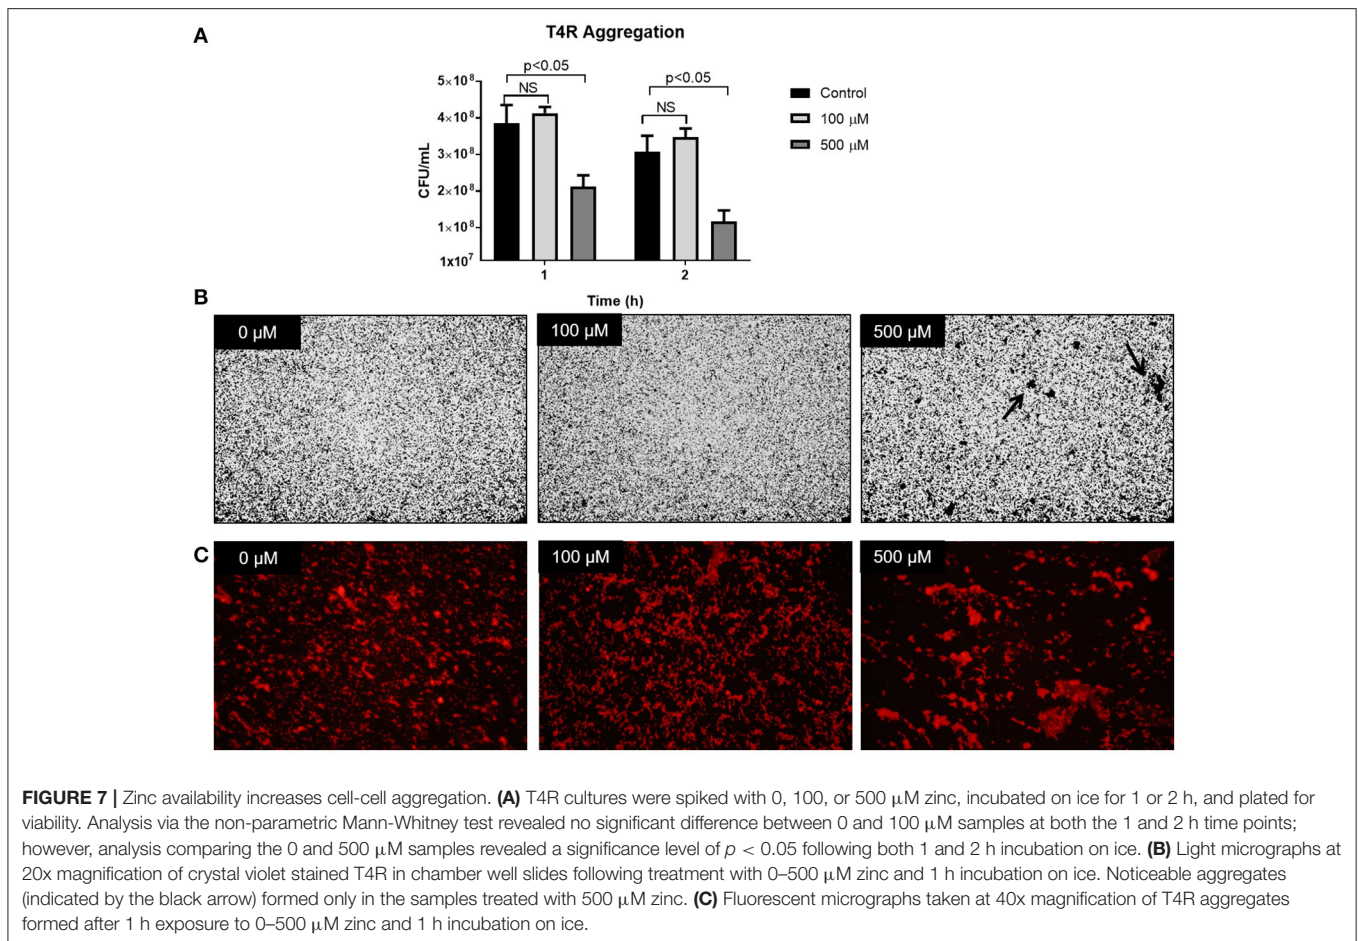 A
T4R Aggregation
p<0.05
p<0.05
NS
NS
5×10⁸
4×10⁸
3×10⁸
2×10⁸
1×10⁸
1x10⁷
CFU/mL
1
2
Time (h)
Control
100 μM
500 μM
B
0 μM
100 μM
500 μM
C
0 μM
100 μM
500 μM
FIGURE 7 | Zinc availability increases cell-cell aggregation. (A) T4R cultures were spiked with 0, 100, or 500 μM zinc, incubated on ice for 1 or 2 h, and plated for
viability. Analysis via the non-parametric Mann-Whitney test revealed no significant difference between 0 and 100 μM samples at both the 1 and 2 h time points;
however, analysis comparing the 0 and 500 μM samples revealed a significance level of p < 0.05 following both 1 and 2 h incubation on ice. (B) Light micrographs at
20x magnification of crystal violet stained T4R in chamber well slides following treatment with 0–500 μM zinc and 1 h incubation on ice. Noticeable aggregates
(indicated by the black arrow) formed only in the samples treated with 500 μM zinc. (C) Fluorescent micrographs taken at 40x magnification of T4R aggregates
formed after 1 h exposure to 0–500 μM zinc and 1 h incubation on ice.